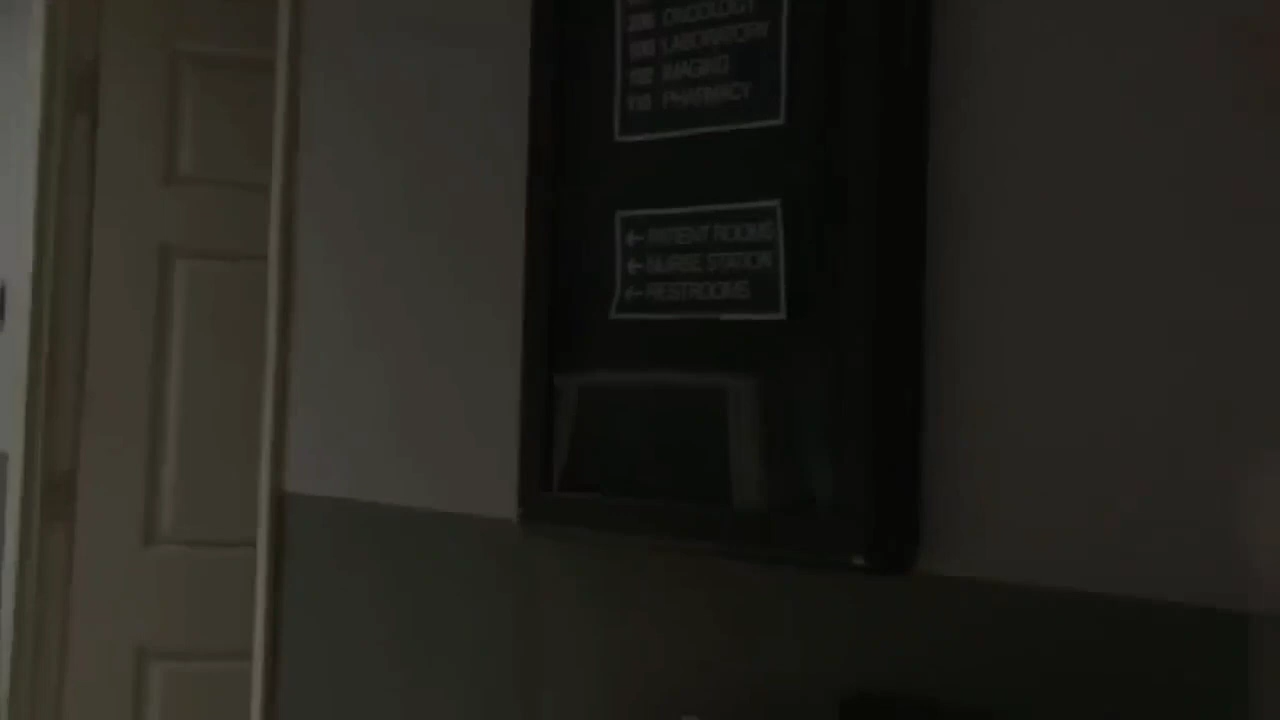 ONCOLOGY
LABORATORY
IMAGING
PHARMACY
← PATIENT ROOMS
← NURSE STATION
← RESTROOMS